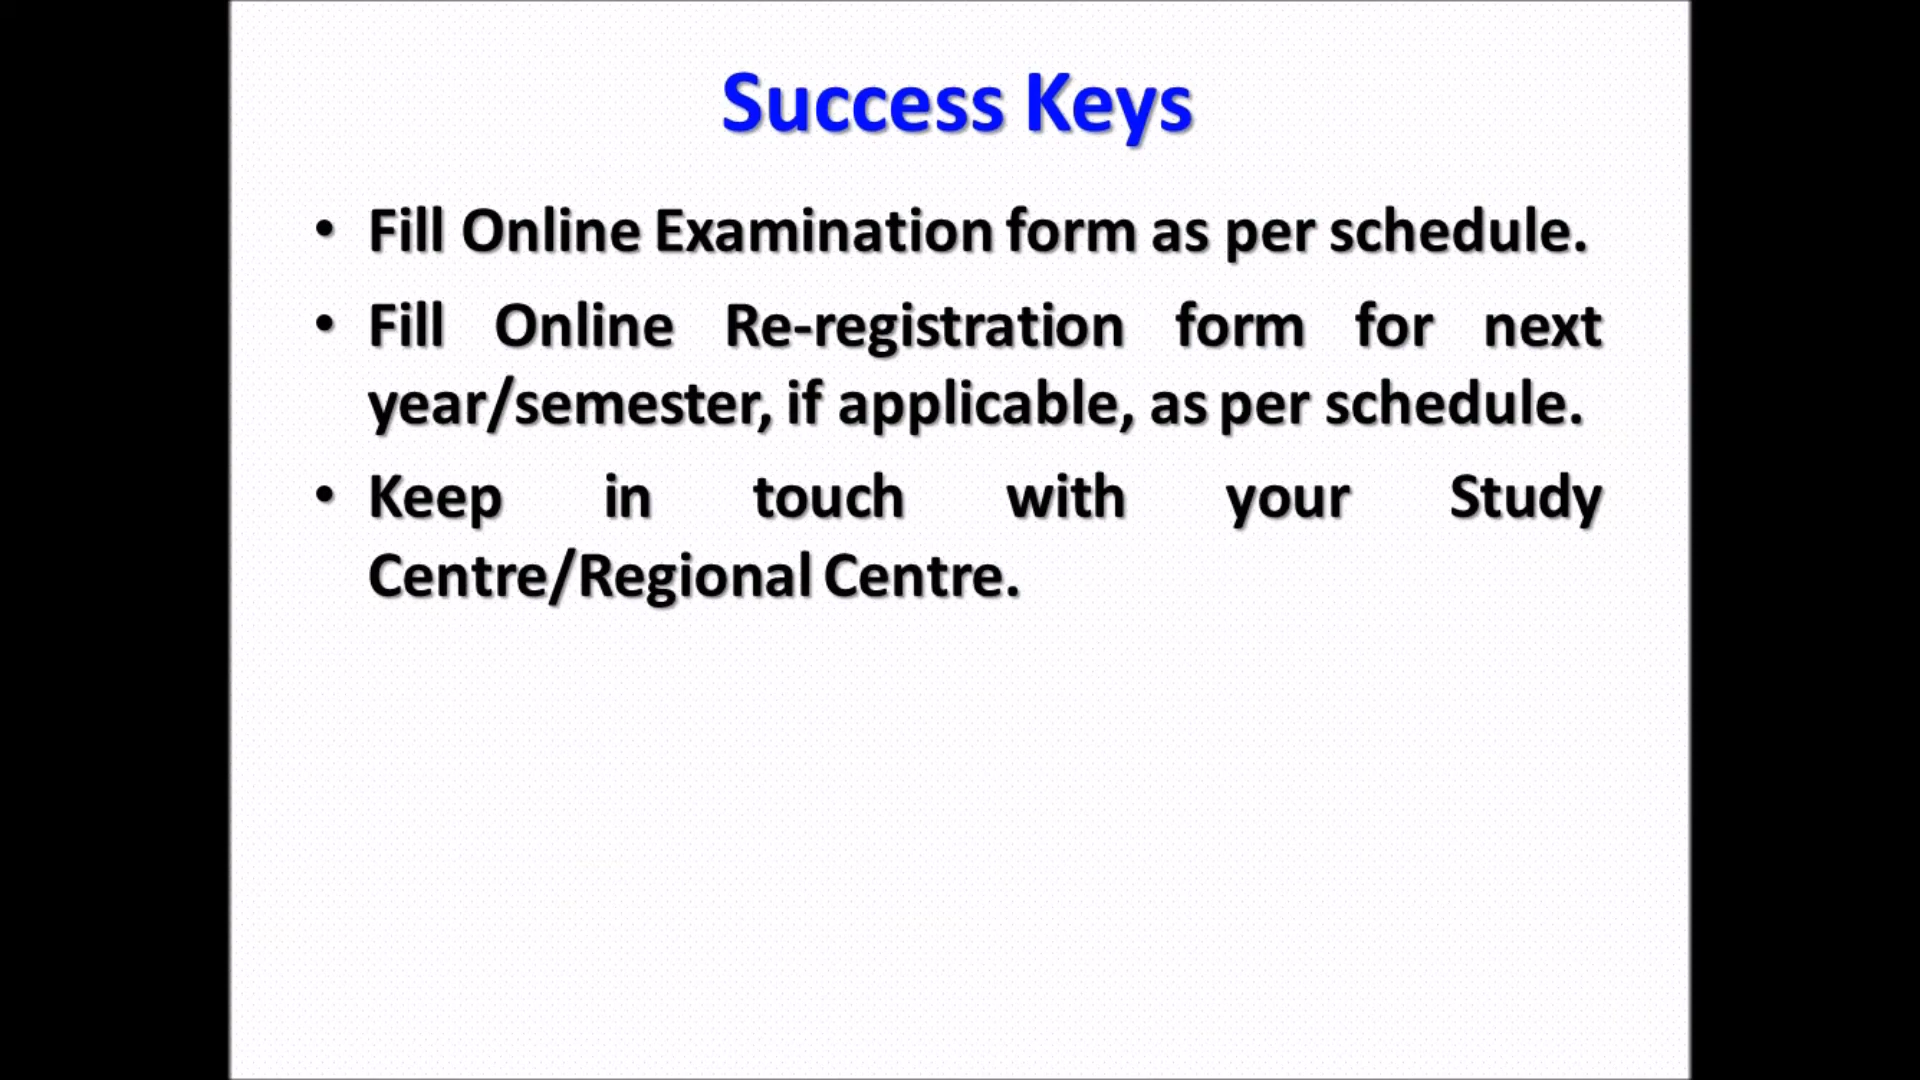 Success Keys
• Fill Online Examination form as per schedule.
• Fill Online Re-registration form for next
year/semester, if applicable, as per schedule.
• Keep in touch with your Study
Centre/Regional Centre.